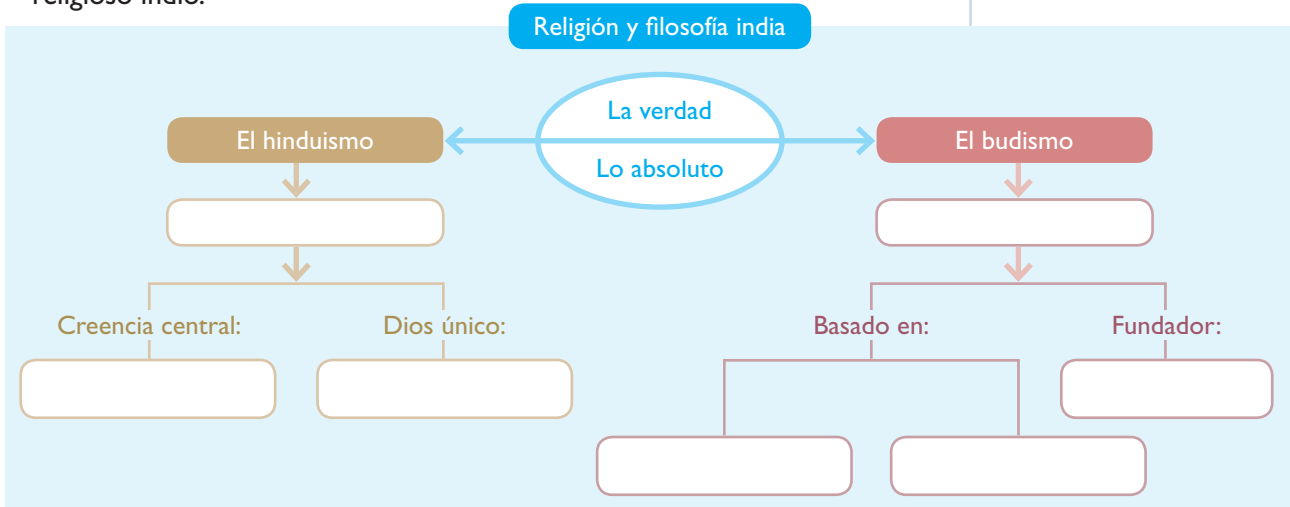 religioso indio.
Religión y filosofía india
La verdad
Lo absoluto
El hinduismo
El budismo
Creencia central:
Dios único:
Basado en:
Fundador: